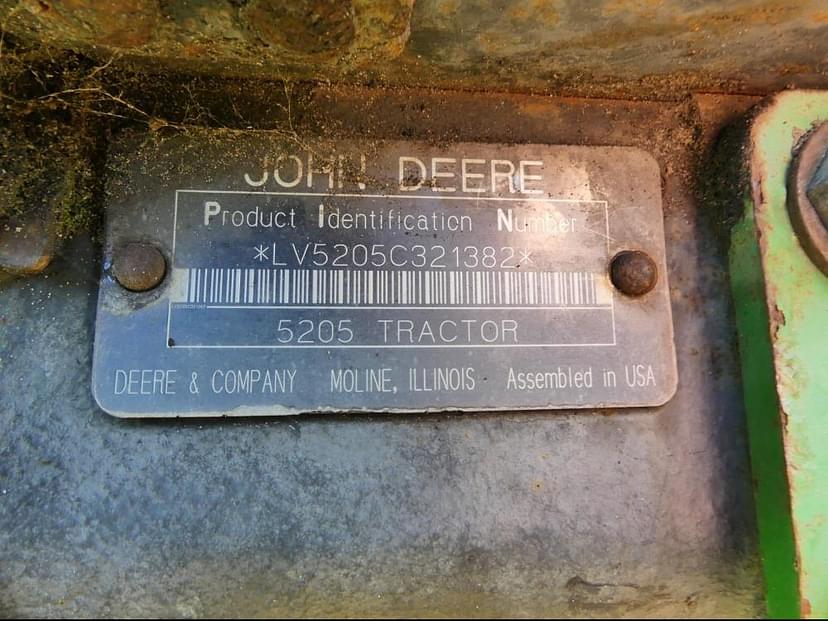 JOHN DEERE
Product Identification Number
*LV5205C321382*
5205 TRACTOR
DEERE & COMPANY MOLINE, ILLINOIS Assembled in USA